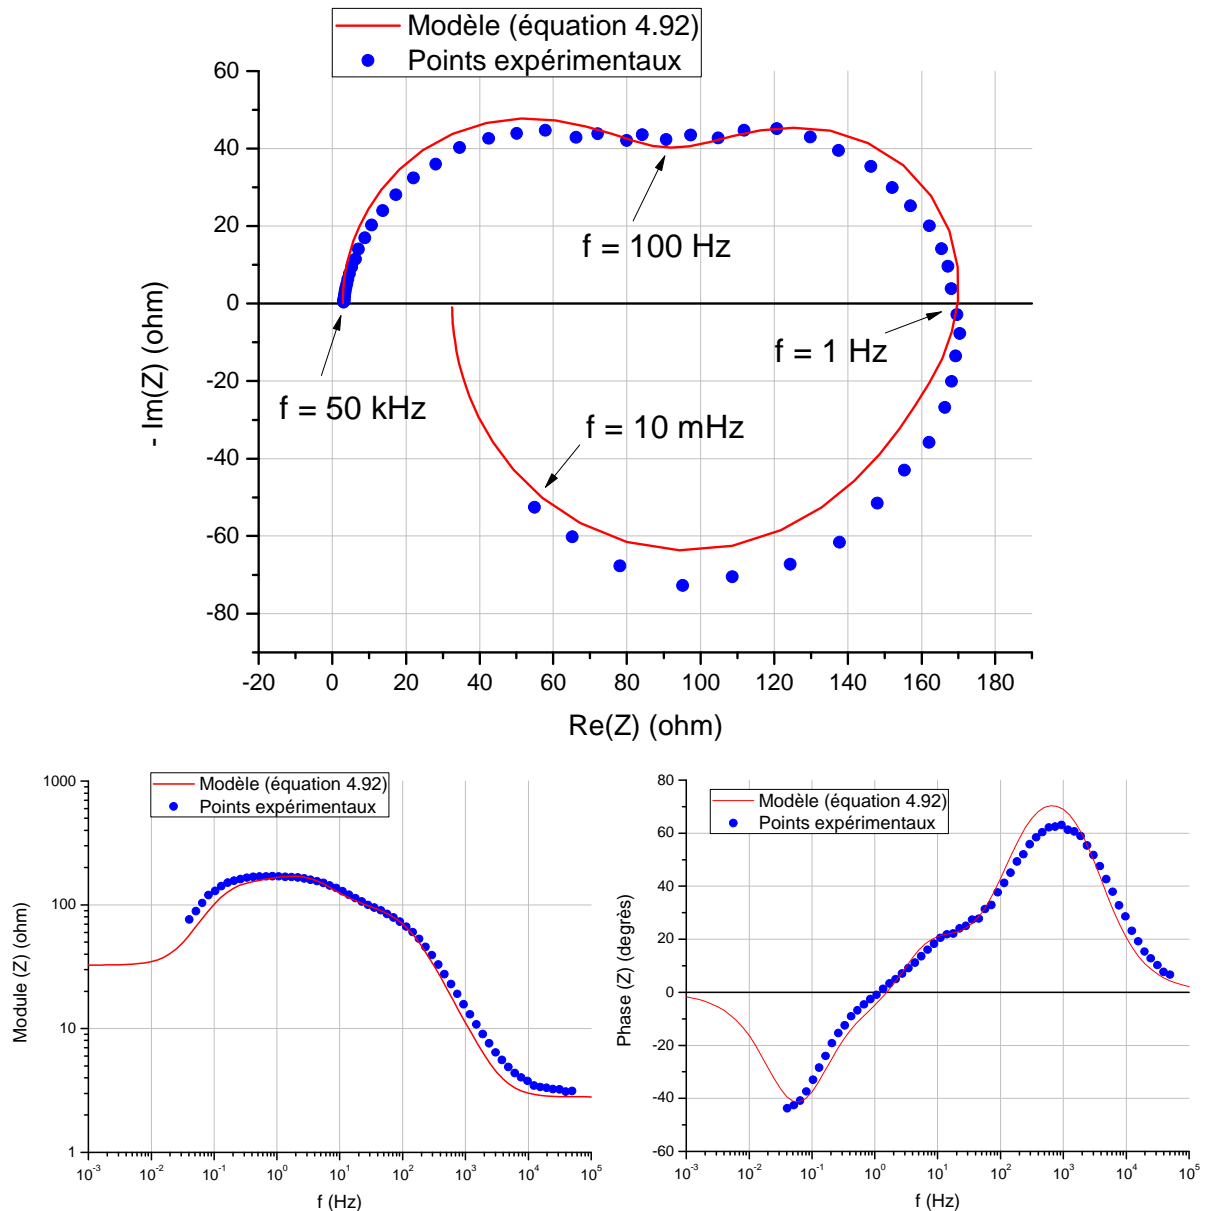 Modèle (équation 4.92)
Points expérimentaux
60
40
20
0
-20
-40
-60
-80
- Im(Z) (ohm)
f = 100 Hz
f = 1 Hz
f = 50 kHz
f = 10 mHz
-20 0 20 40 60 80 100 120 140 160 180
Re(Z) (ohm)
Modèle (équation 4.92)
Points expérimentaux
1000
100
10
1
Module (Z) (ohm)
10⁻³ 10⁻² 10⁻¹ 10⁰ 10¹ 10² 10³ 10⁴ 10⁵
f (Hz)
Modèle (équation 4.92)
Points expérimentaux
80
60
40
20
0
-20
-40
-60
Phase (Z) (degrès)
10⁻³ 10⁻² 10⁻¹ 10⁰ 10¹ 10² 10³ 10⁴ 10⁵
f (Hz)